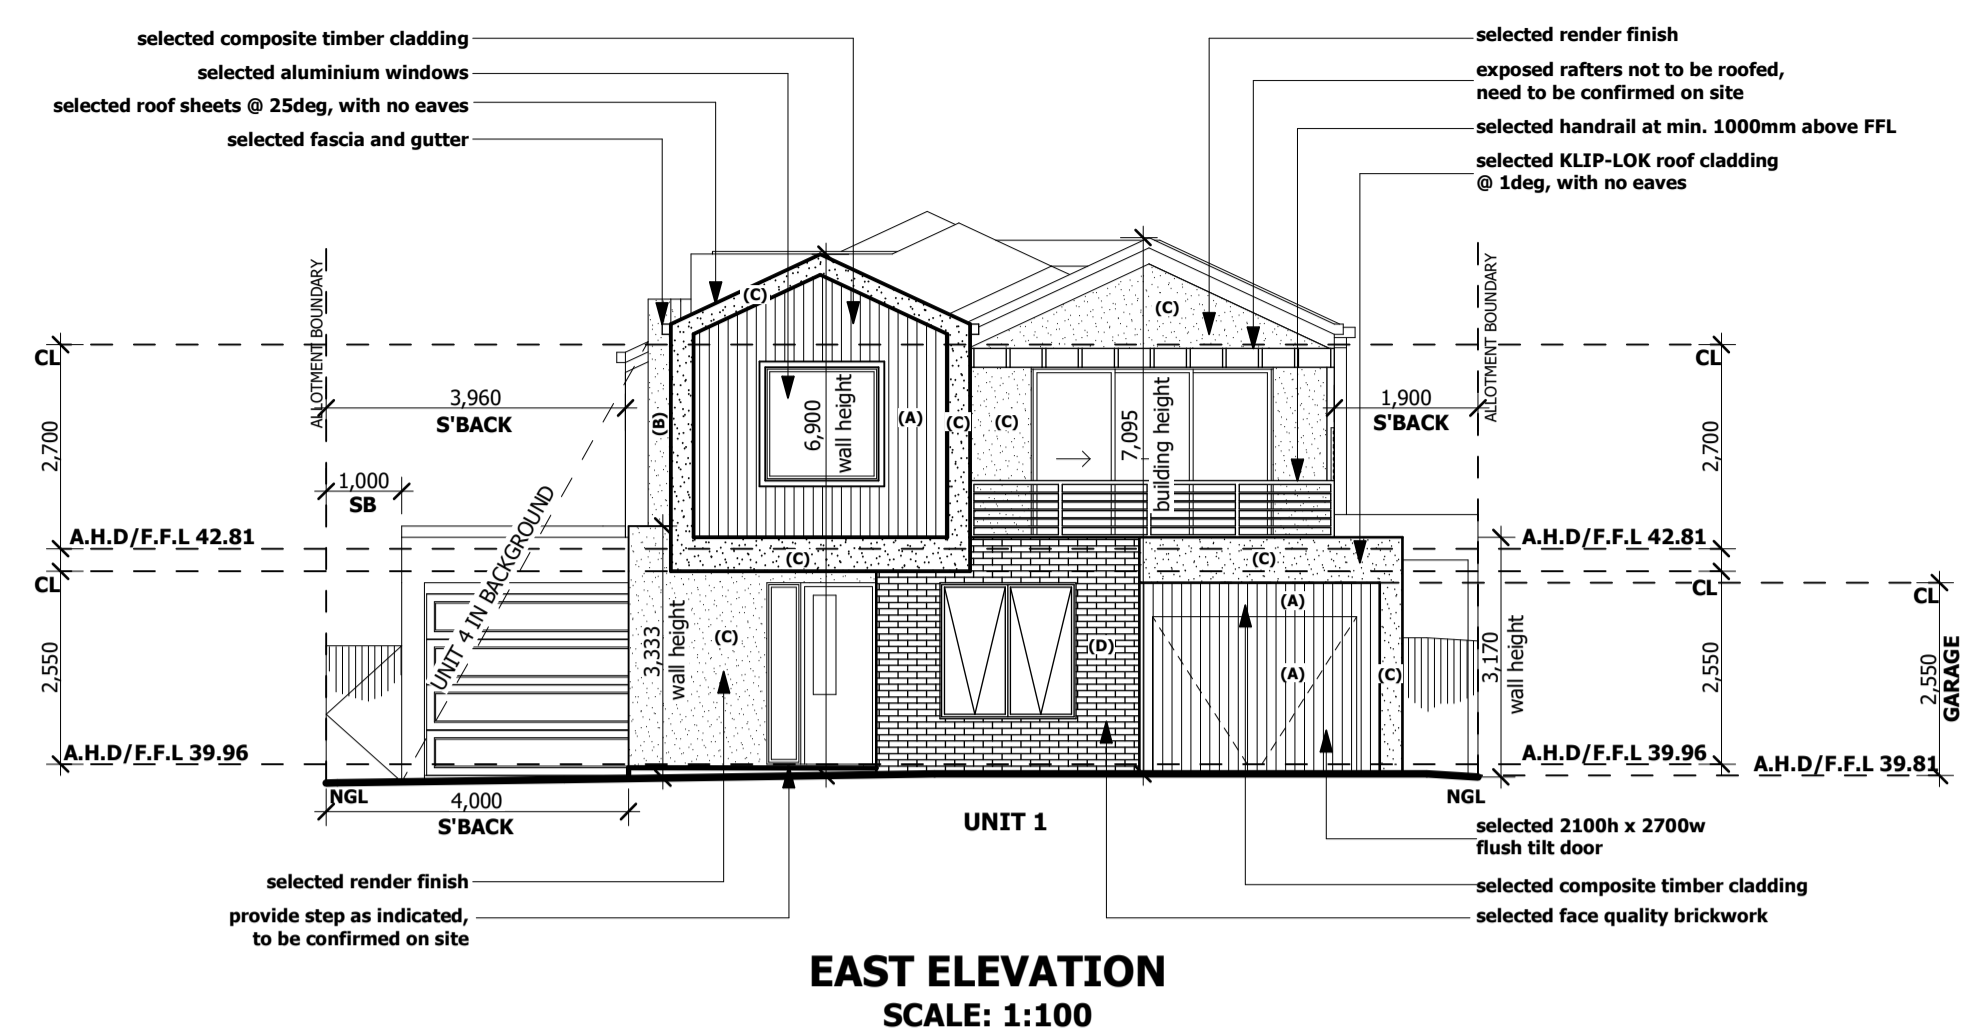 selected composite timber cladding
selected aluminium windows
selected roof sheets @ 25deg, with no eaves
selected fascia and gutter
selected render finish
exposed rafters not to be roofed,
need to be confirmed on site
selected handrail at min. 1000mm above FFL
selected KLIP-LOK roof cladding
@ 1deg, with no eaves
ALLOTMENT BOUNDARY
ALLOTMENT BOUNDARY
(C)
(C)
CL
CL
3,960
S'BACK
1,900
S'BACK
2,700
2,700
(B)
6,900
wall height
(A)
(C)
(C)
7,095
building height
1,000
SB
UNIT 4 IN BACKGROUND
A.H.D/F.F.L 42.81
A.H.D/F.F.L 42.81
(C)
(C)
CL
CL
CL
(A)
2,550
3,333
wall height
(C)
(D)
(A)
(C)
3,170
wall height
2,550
2,550
GARAGE
A.H.D/F.F.L 39.96
A.H.D/F.F.L 39.96
A.H.D/F.F.L 39.81
NGL
NGL
4,000
S'BACK
UNIT 1
selected 2100h x 2700w
flush tilt door
selected render finish
selected composite timber cladding
provide step as indicated,
to be confirmed on site
selected face quality brickwork
EAST ELEVATION
SCALE: 1:100